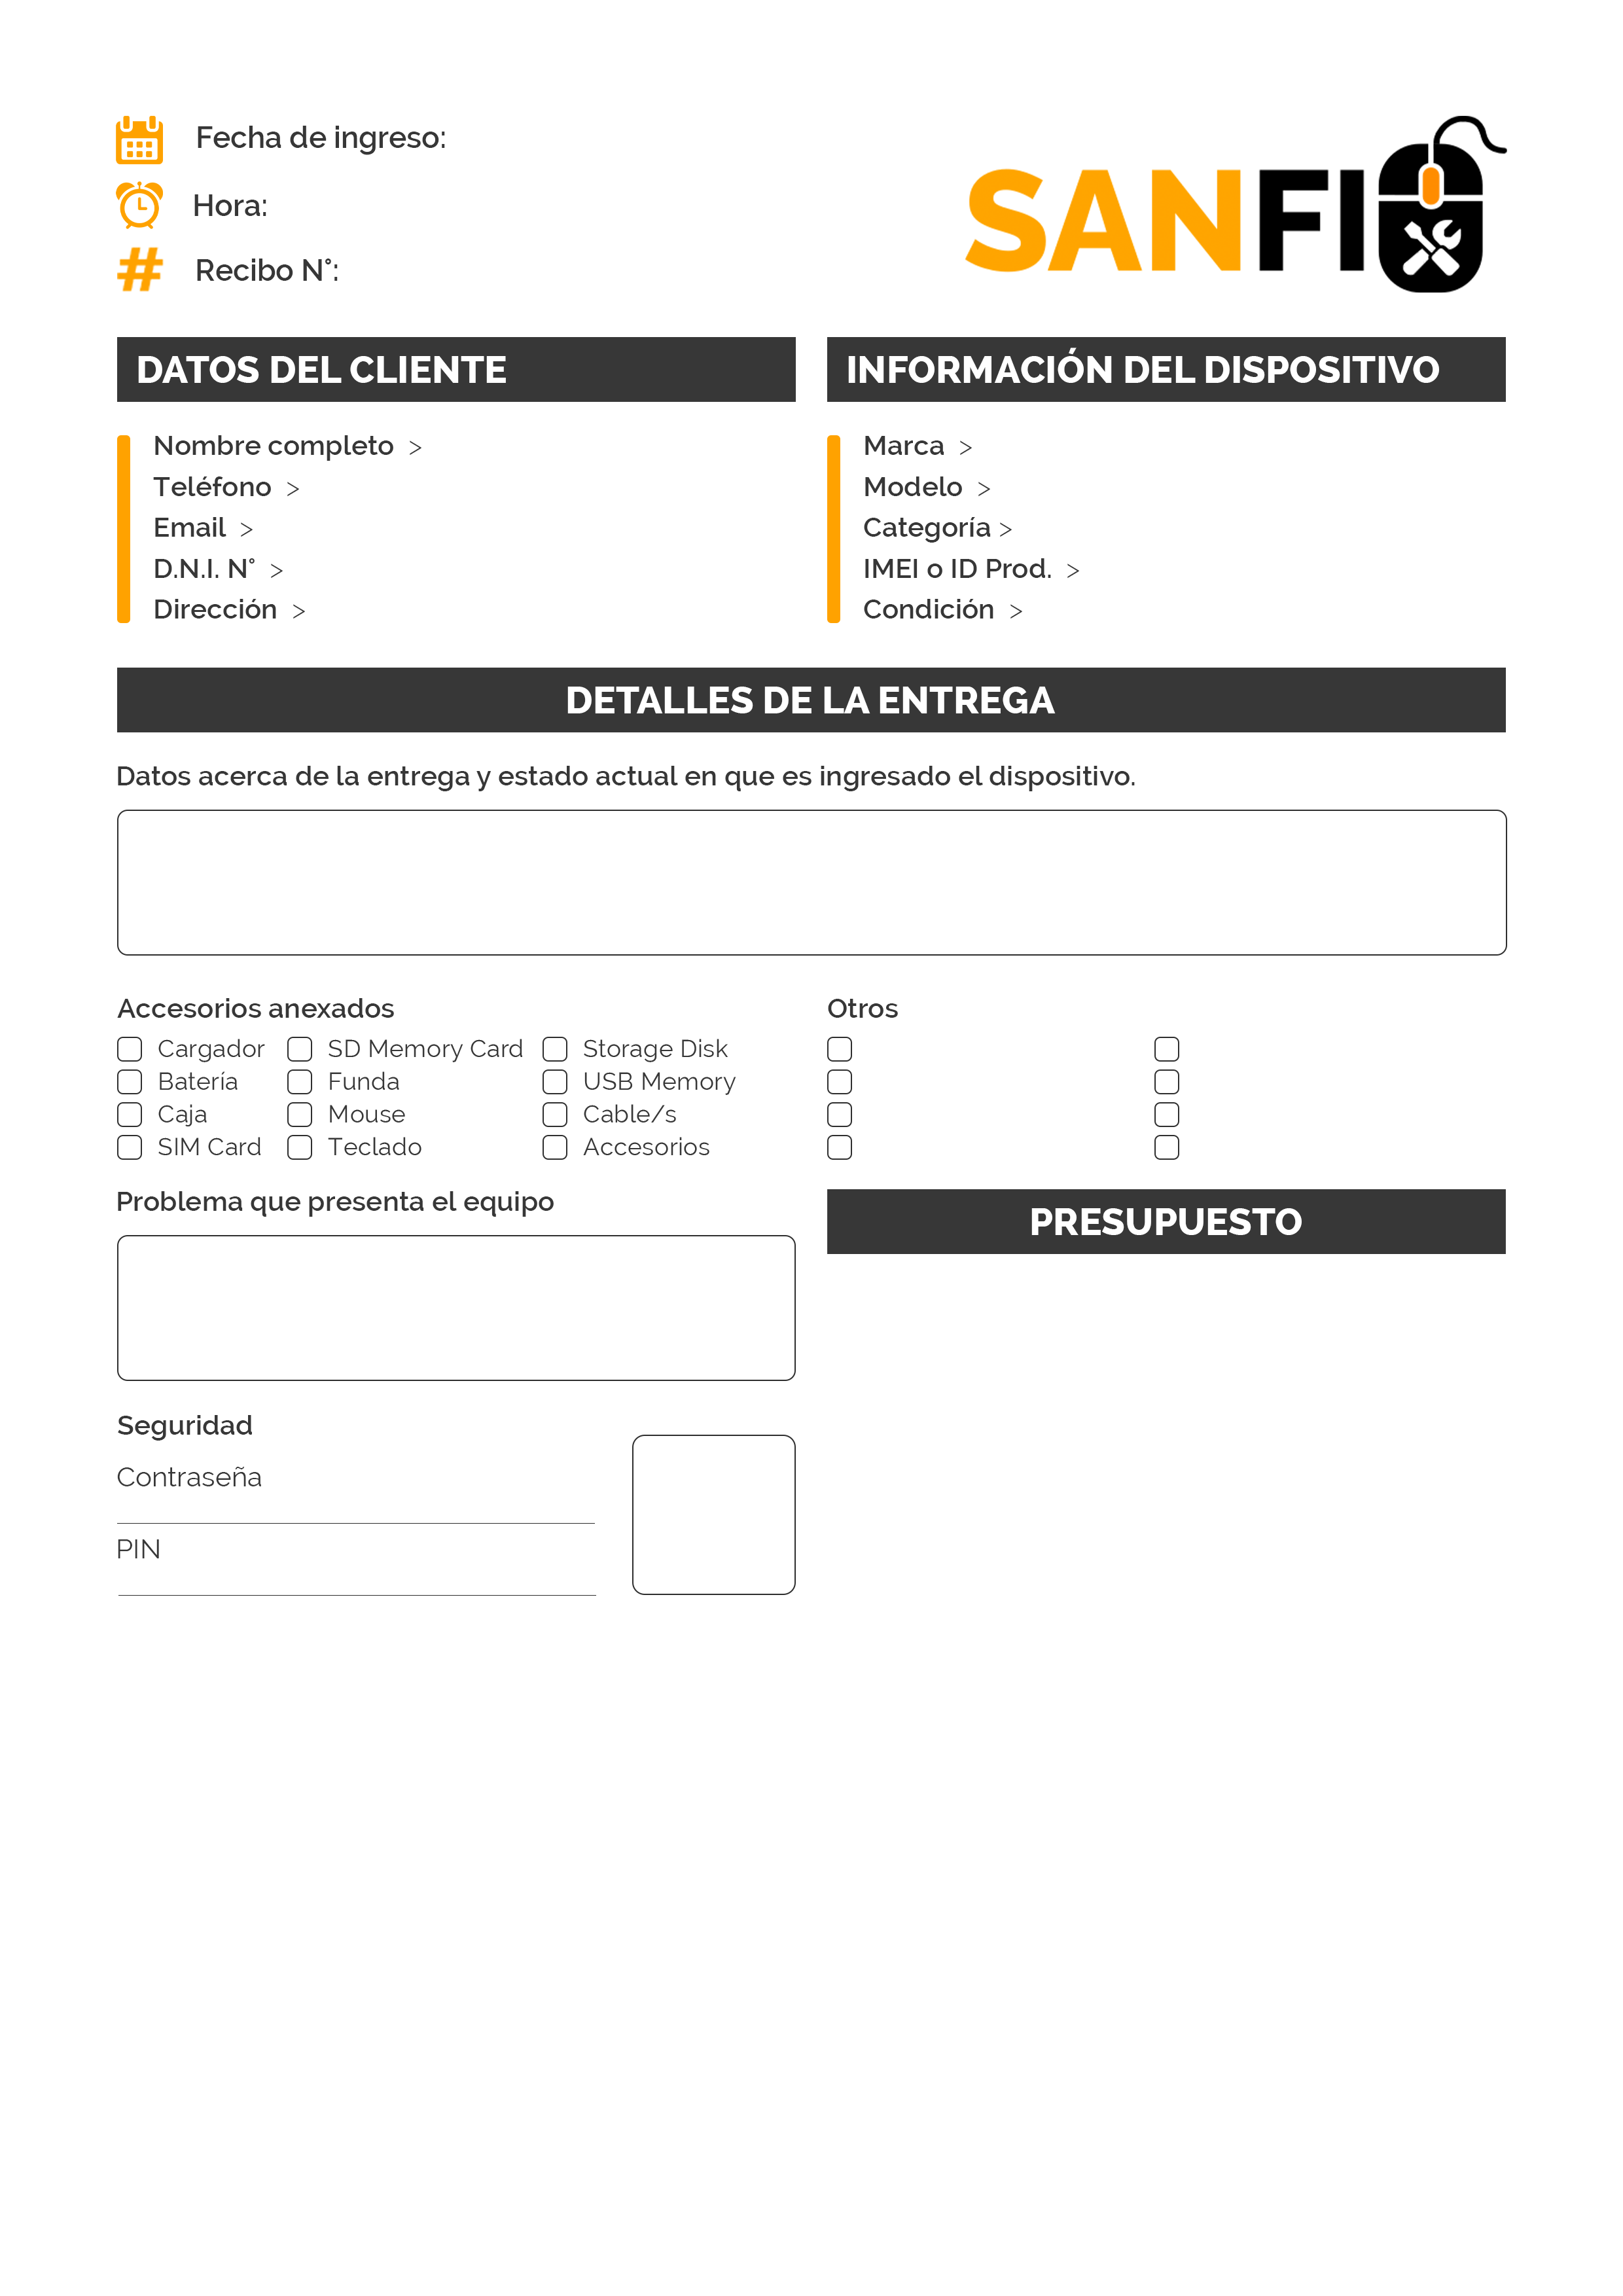 Fecha de ingreso:
Hora:
Recibo N°:
SANFI
DATOS DEL CLIENTE
Nombre completo >
Teléfono >
Email >
D.N.I. N° >
Dirección >
INFORMACIÓN DEL DISPOSITIVO
Marca >
Modelo >
Categoría >
IMEI o ID Prod. >
Condición >
DETALLES DE LA ENTREGA
Datos acerca de la entrega y estado actual en que es ingresado el dispositivo.
Accesorios anexados
Cargador
Batería
Caja
SIM Card
SD Memory Card
Funda
Mouse
Teclado
Storage Disk
USB Memory
Cable/s
Accesorios
Otros
Problema que presenta el equipo
Seguridad
Contraseña
PIN
PRESUPUESTO